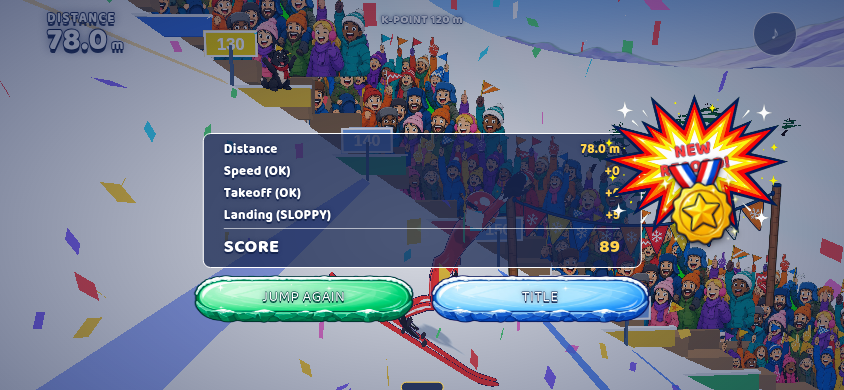 DISTANCE
78.0 m
K-POINT 120 m
130
140
Distance 78.0 m
Speed (OK) +0
Takeoff (OK)
Landing (SLOPPY)
SCORE 89
NEW
JUMP AGAIN
TITLE